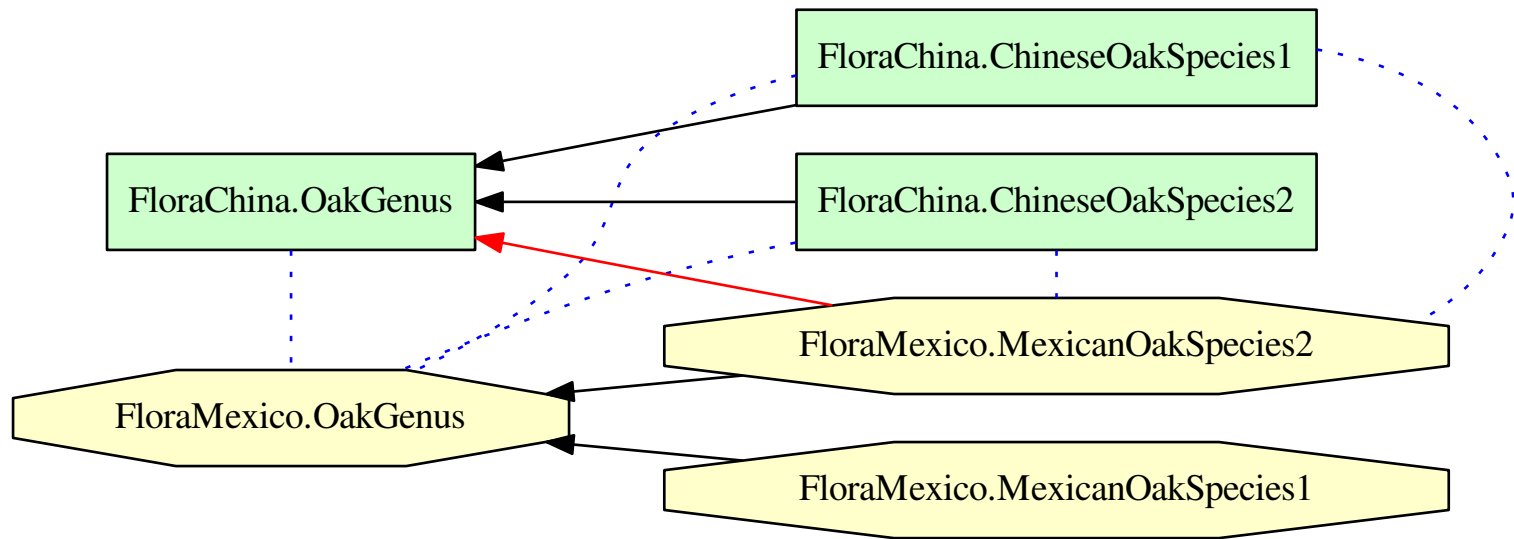 FloraChina.ChineseOakSpecies1
FloraChina.OakGenus
FloraChina.ChineseOakSpecies2
FloraMexico.MexicanOakSpecies2
FloraMexico.OakGenus
FloraMexico.MexicanOakSpecies1